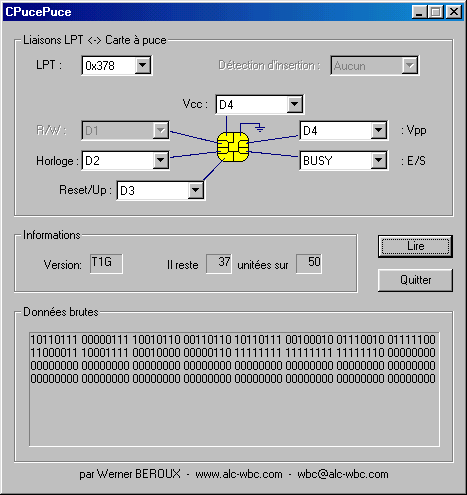 CPucePuce
Liaisons LPT <-> Carte à puce
LPT : 0x378 Détection d'insertion : Aucun
Vcc : D4
R/W : D1 D4 : Vpp
Horloge : D2 BUSY : E/S
Reset/Up : D3
Informations
Version: T1G Il reste 37 unitées sur 50
Lire
Quitter
Données brutes
10110111 00000111 10010110 00110110 10110111 00100010 01110010 01111100
11000011 10001111 00010000 00000110 11111111 11111111 11111110 00000000
00000000 00000000 00000000 00000000 00000000 00000000 00000000 00000000
00000000 00000000 00000000 00000000 00000000 00000000 00000000 00000000
par Werner BEROUX - www.alc-wbc.com - wbc@alc-wbc.com